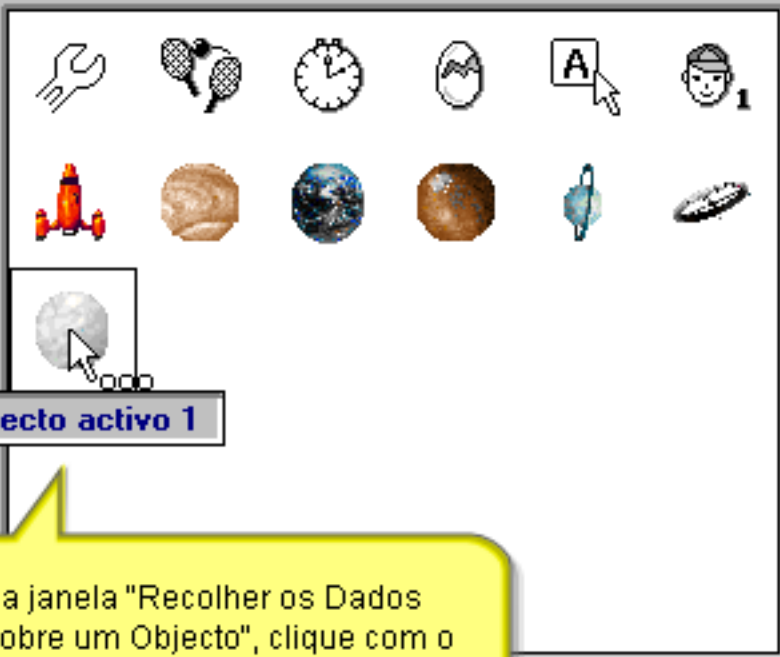 A
1
ecto activo 1
a janela "Recolher os Dados
obre um Objecto", clique com o